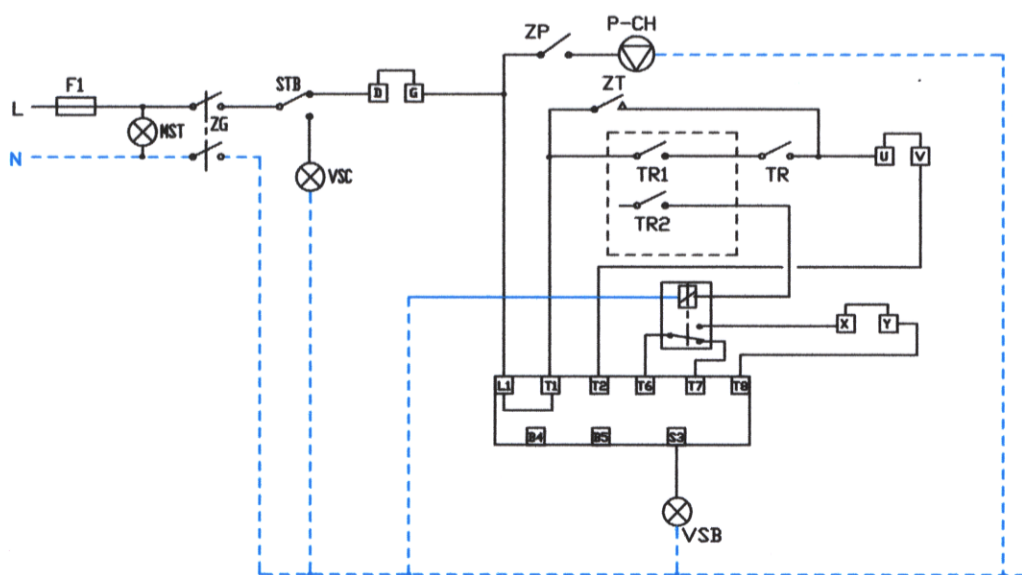 P-CH
ZP
F1
STB
ZT
L
D
G
MST
ZG
N
U
V
TR1
TR
VSC
TR2
X
Y
L1
T1
T2
T6
T7
T8
B4
B5
S3
VSB